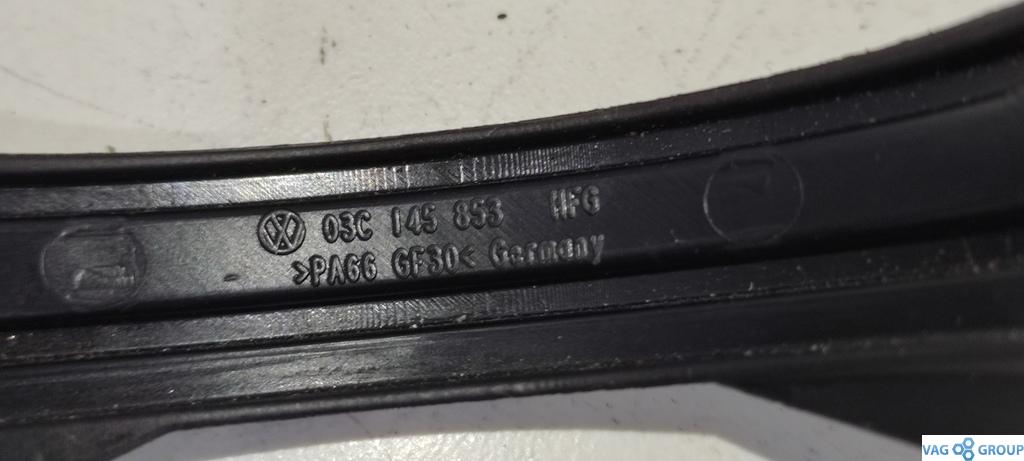 03C 145 853 HFG
>PA66 GF30< Germany
VAG GROUP